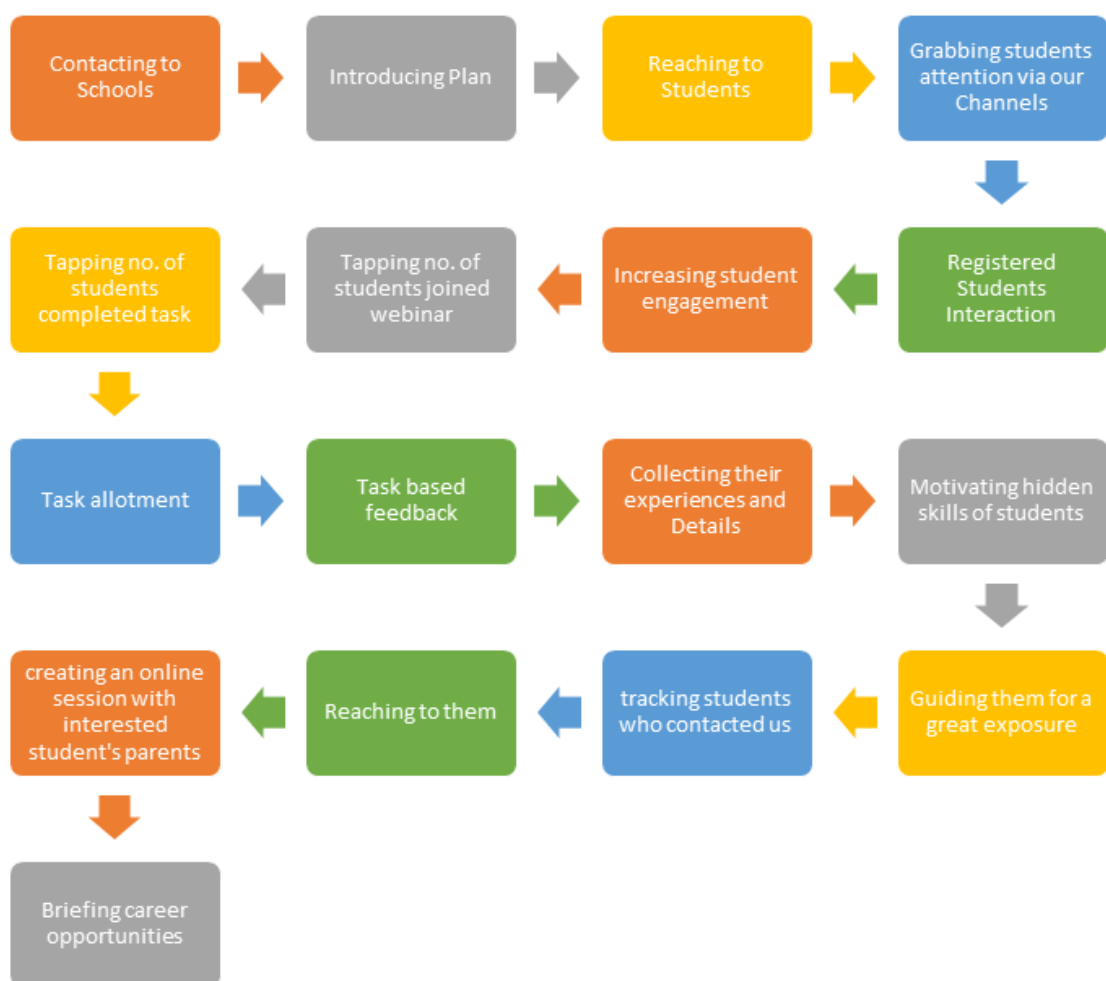 Contacting to
Schools
Introducing Plan
Reaching to
Students
Grabbing students
attention via our
Channels
Registered
Students
Interaction
Increasing student
engagement
Tapping no. of
students joined
webinar
Tapping no. of
students
completed task
Task allotment
Task based
feedback
Collecting their
experiences and
Details
Motivating hidden
skills of students
Guiding them for a
great exposure
tracking students
who contacted us
Reaching to them
creating an online
session with
interested
student's parents
Briefing career
opportunities